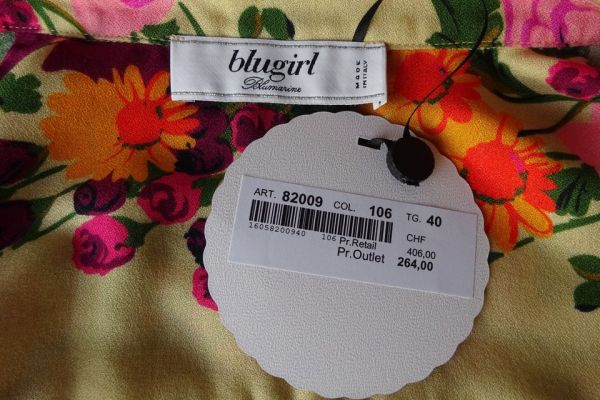 blugirl
Blumarine
MADE
IN ITALY
ART. 82009 COL. 106 TG. 40
16058200940 106
CHF
Pr.Retail 406,00
Pr.Outlet 264,00